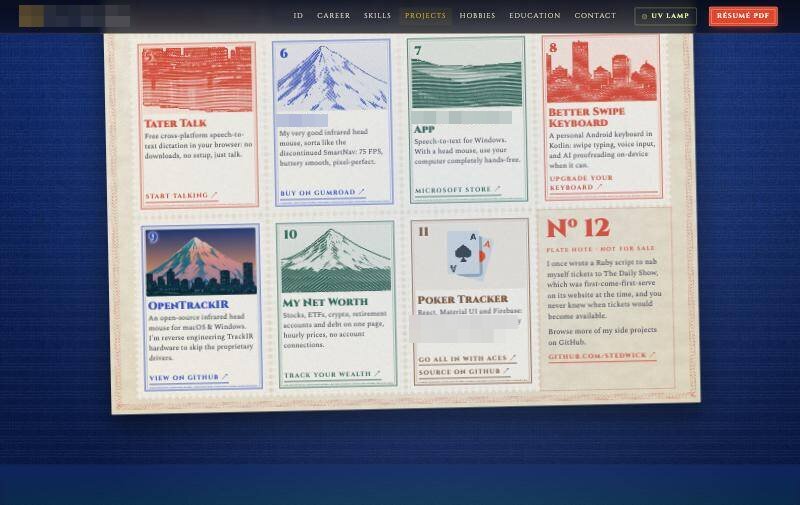 ID CAREER SKILLS PROJECTS HOBBIES EDUCATION CONTACT UV LAMP RÉSUMÉ PDF
5
TATER TALK
Free cross-platform speech-to-
text dictation in your browser: no
downloads, no setup, just talk.
START TALKING ↗
6
My very good infrared head
mouse, sorta like the
discontinued SmartNav: 75 FPS,
buttery smooth, pixel-perfect.
BUY ON GUMROAD ↗
7
APP
Speech-to-text for Windows.
With a head mouse, use your
computer completely hands-free.
MICROSOFT STORE ↗
8
BETTER SWIPE
KEYBOARD
A personal Android keyboard in
Kotlin: swipe typing, voice input,
and AI proofreading on-device
when it can.
UPGRADE YOUR
KEYBOARD ↗
9
OPENTRACKIR
An open-source infrared head
mouse for macOS & Windows.
I'm reverse engineering TrackIR
hardware to skip the proprietary
drivers.
VIEW ON GITHUB ↗
10
MY NET WORTH
Stocks, ETFs, crypto, retirement
accounts and debt on one page,
hourly prices, no account
connections.
TRACK YOUR WEALTH ↗
11
A
A
A
POKER TRACKER
React, Material UI and Firebase:
GO ALL IN WITH ACES ↗
SOURCE ON GITHUB ↗
Nº 12
PLATE NOTE · NOT FOR SALE
I once wrote a Ruby script to nab
myself tickets to The Daily Show,
which was first-come-first-serve
on its website at the time, and you
never knew when tickets would
become available.
Browse more of my side projects
on GitHub.
GITHUB.COM/STEDWICK ↗